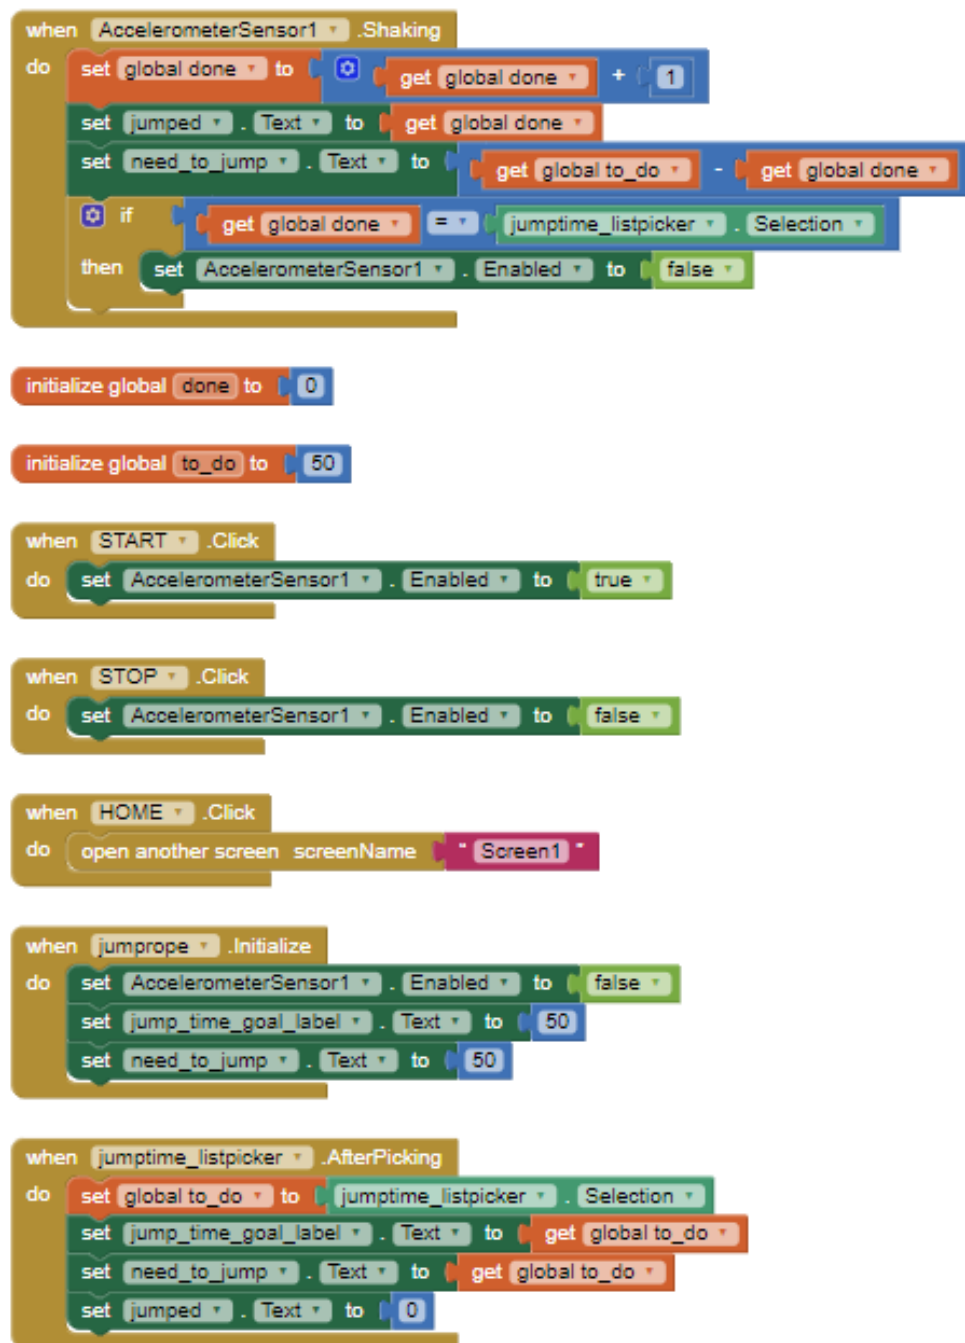 when AccelerometerSensor1 .Shaking
do set global done to get global done + 1
set jumped . Text to get global done
set need_to_jump . Text to get global to_do - get global done
if get global done = jumptime_listpicker . Selection
then set AccelerometerSensor1 . Enabled to false
initialize global done to 0
initialize global to_do to 50
when START .Click
do set AccelerometerSensor1 . Enabled to true
when STOP .Click
do set AccelerometerSensor1 . Enabled to false
when HOME .Click
do open another screen screenName " Screen1 "
when jumprope .Initialize
do set AccelerometerSensor1 . Enabled to false
set jump_time_goal_label . Text to 50
set need_to_jump . Text to 50
when jumptime_listpicker .AfterPicking
do set global to_do to jumptime_listpicker . Selection
set jump_time_goal_label . Text to get global to_do
set need_to_jump . Text to get global to_do
set jumped . Text to 0